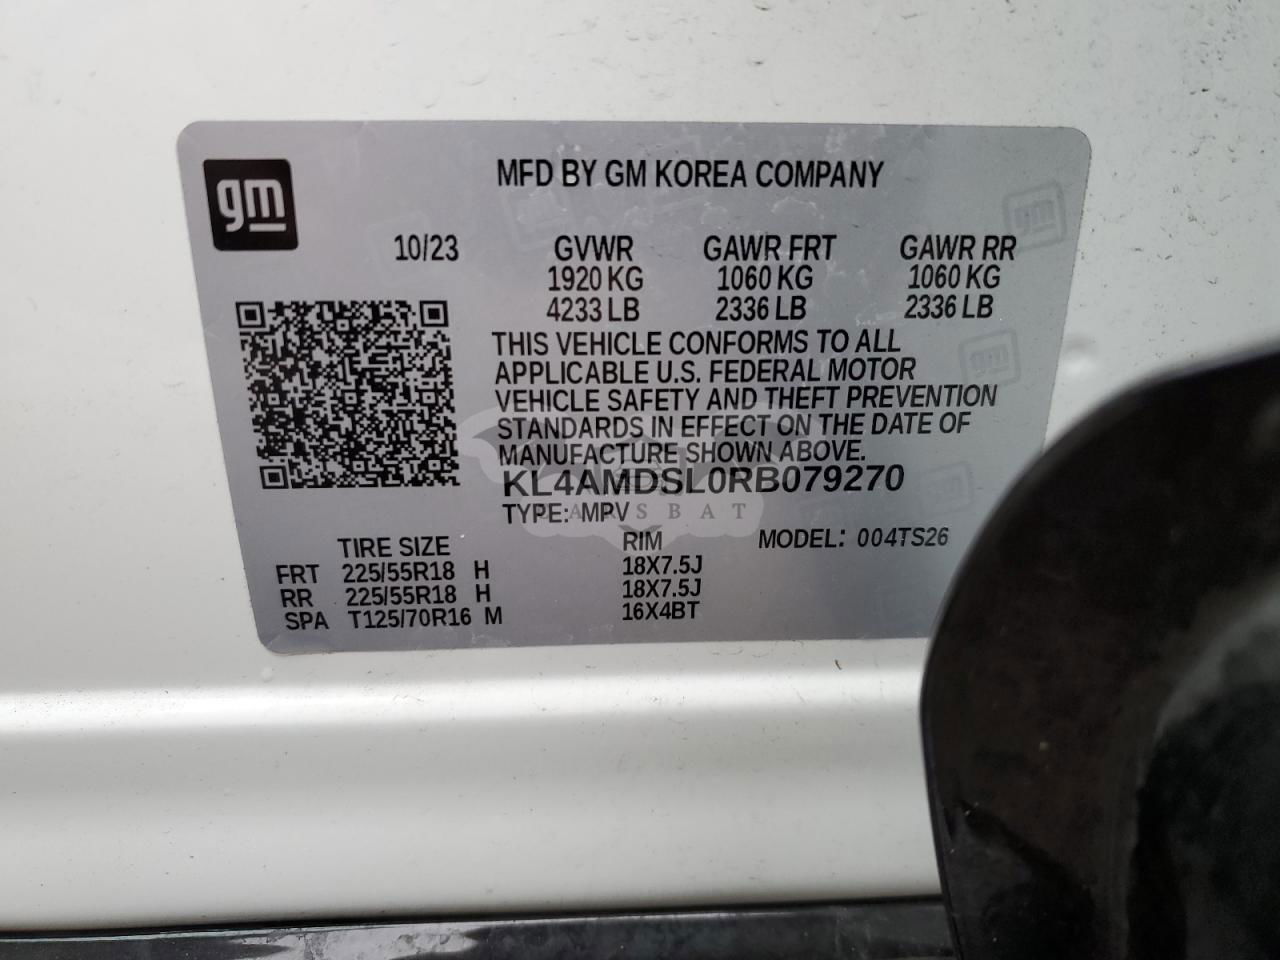 gm
MFD BY GM KOREA COMPANY
10/23 GVWR GAWR FRT GAWR RR
1920 KG 1060 KG 1060 KG
4233 LB 2336 LB 2336 LB
THIS VEHICLE CONFORMS TO ALL
APPLICABLE U.S. FEDERAL MOTOR
VEHICLE SAFETY AND THEFT PREVENTION
STANDARDS IN EFFECT ON THE DATE OF
MANUFACTURE SHOWN ABOVE.
KL4AMDSL0RB079270
CARSBAT
TYPE: MPV
TIRE SIZE RIM MODEL: 004TS26
FRT 225/55R18 H 18X7.5J
RR 225/55R18 H 18X7.5J
SPA T125/70R16 M 16X4BT